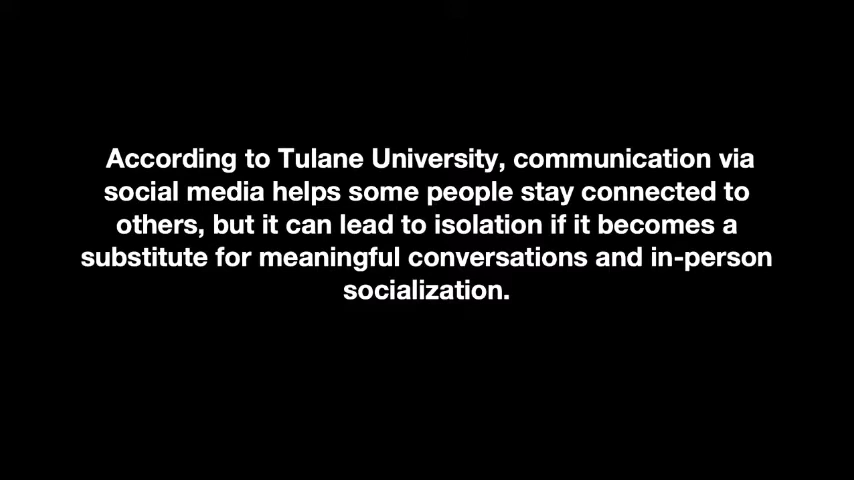 According to Tulane University, communication via
social media helps some people stay connected to
others, but it can lead to isolation if it becomes a
substitute for meaningful conversations and in-person
socialization.